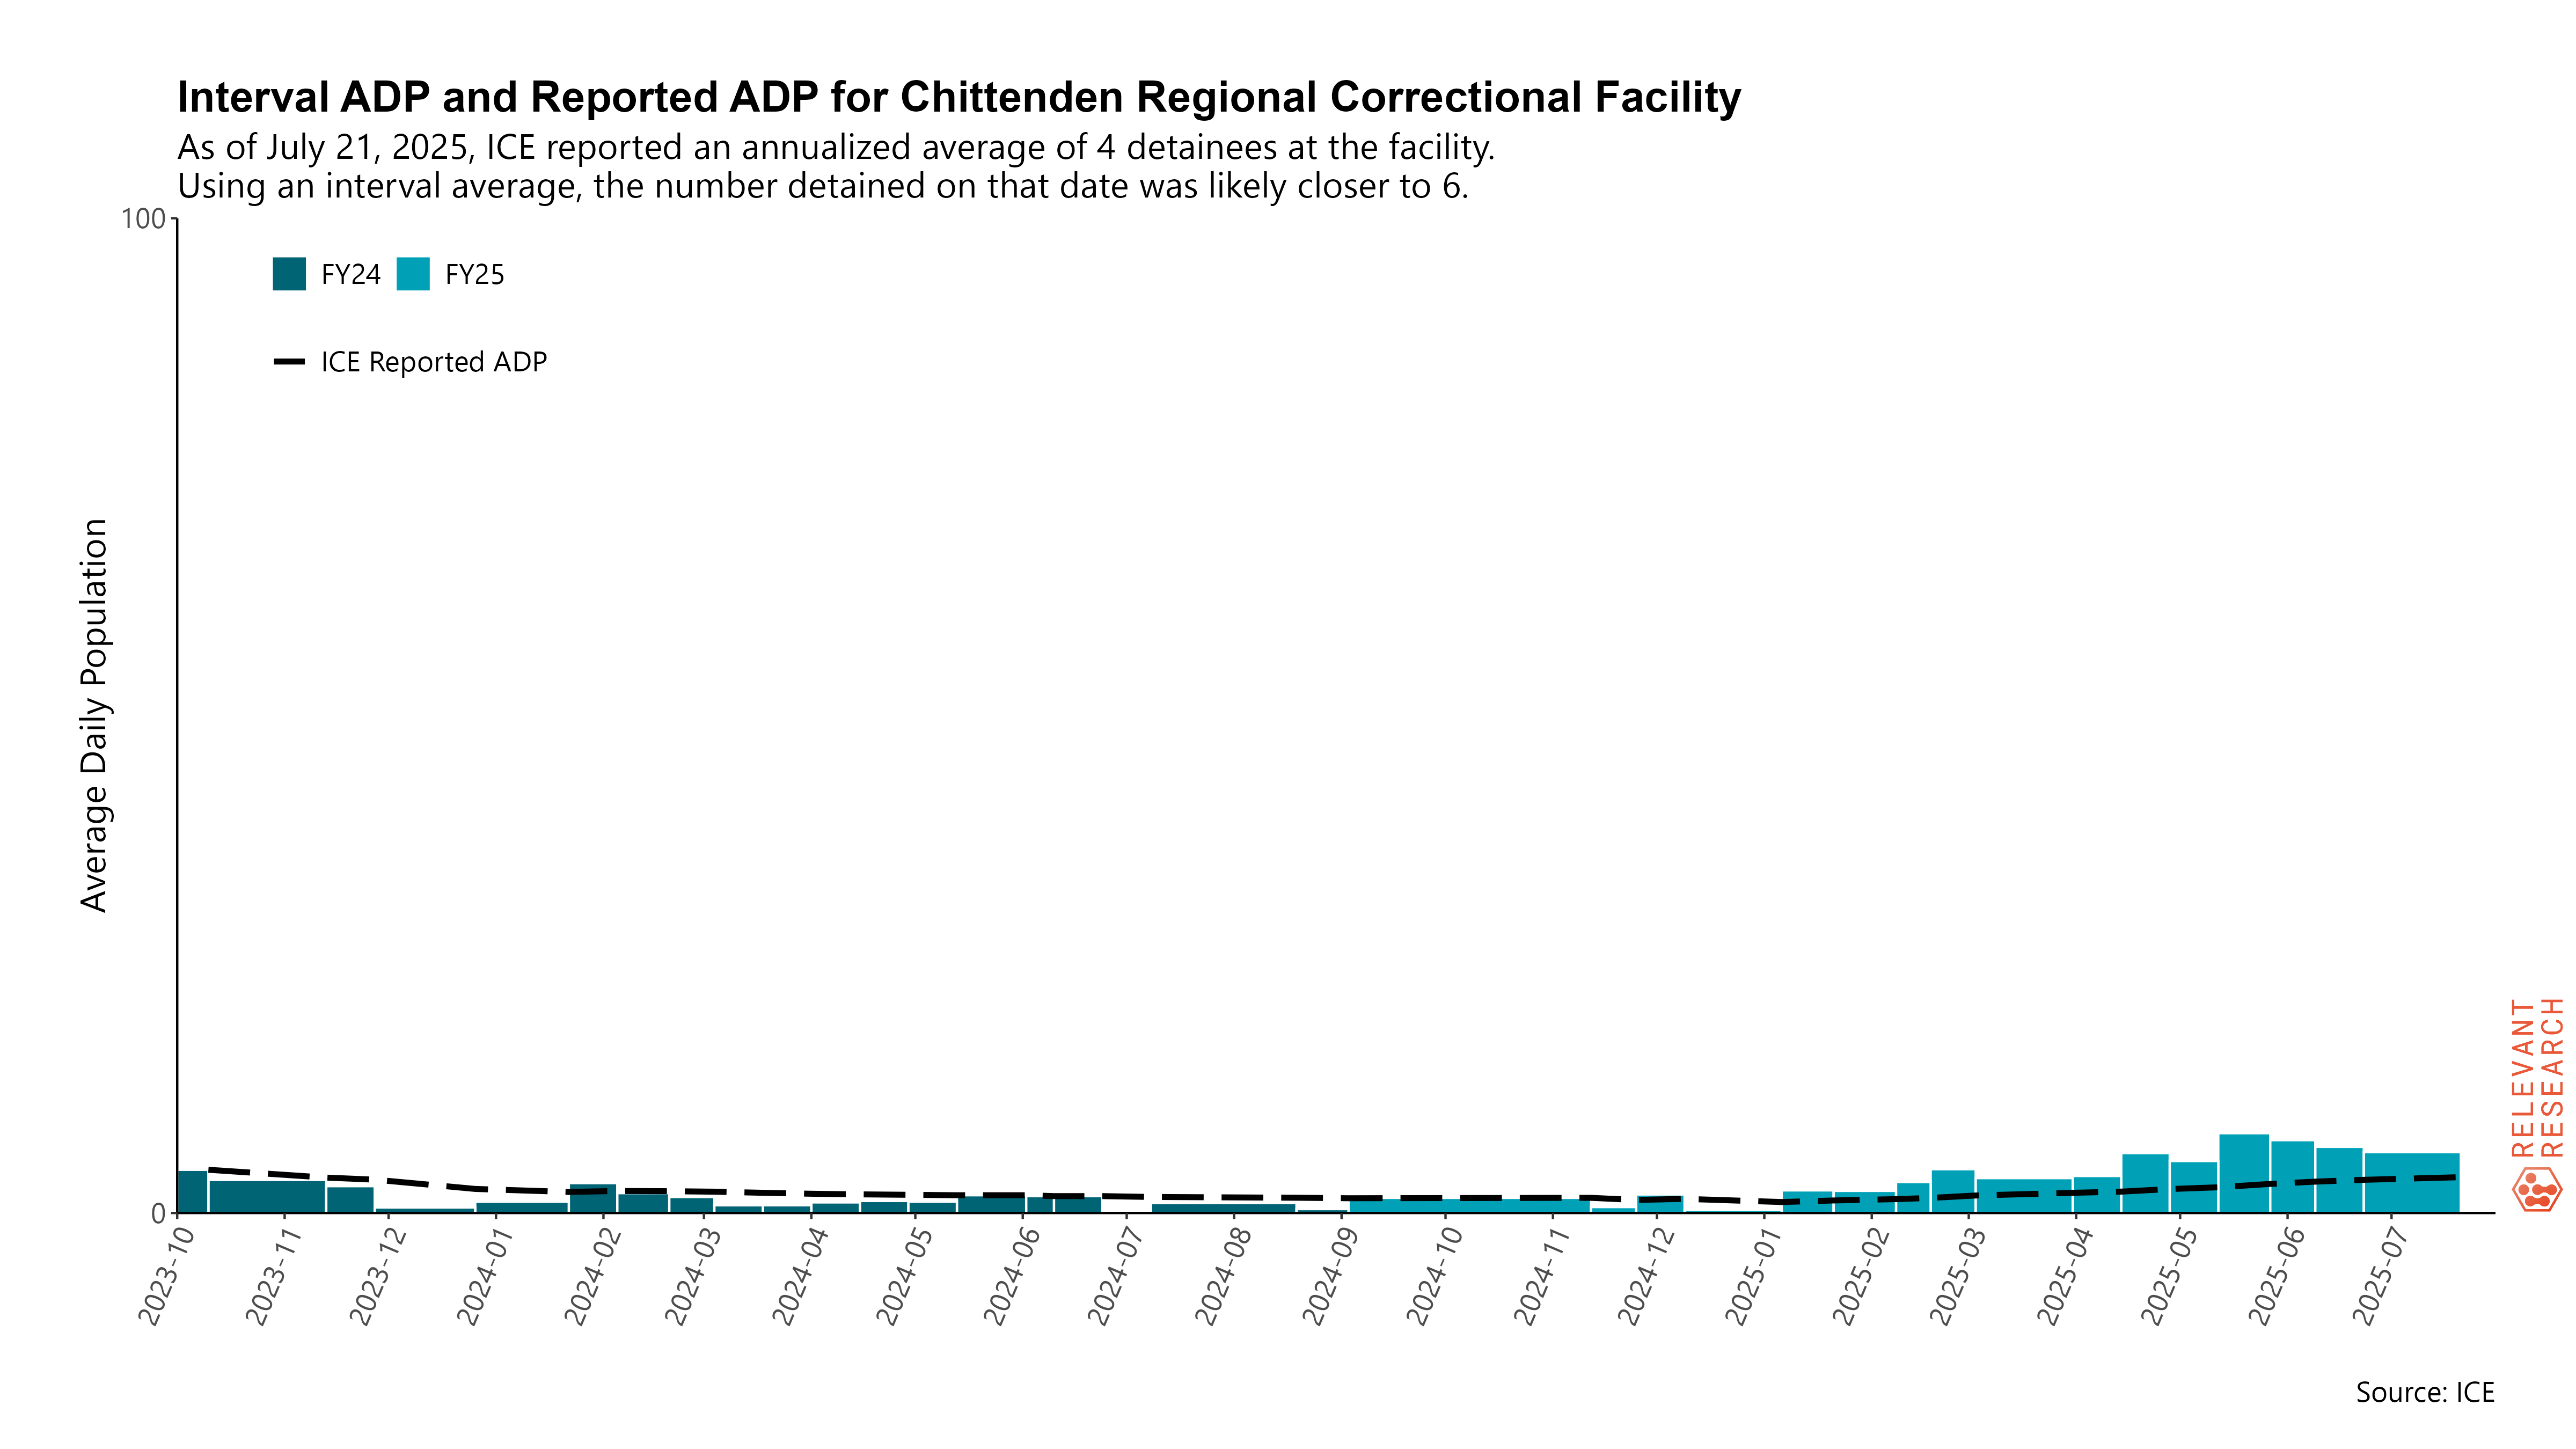 Interval ADP and Reported ADP for Chittenden Regional Correctional Facility
As of July 21, 2025, ICE reported an annualized average of 4 detainees at the facility.
Using an interval average, the number detained on that date was likely closer to 6.
100
FY24 FY25
ICE Reported ADP
Average Daily Population
0
2023-10 2023-11 2023-12 2024-01 2024-02 2024-03 2024-04 2024-05 2024-06 2024-07 2024-08 2024-09 2024-10 2024-11 2024-12 2025-01 2025-02 2025-03 2025-04 2025-05 2025-06 2025-07
RELEVANT
RESEARCH
Source: ICE